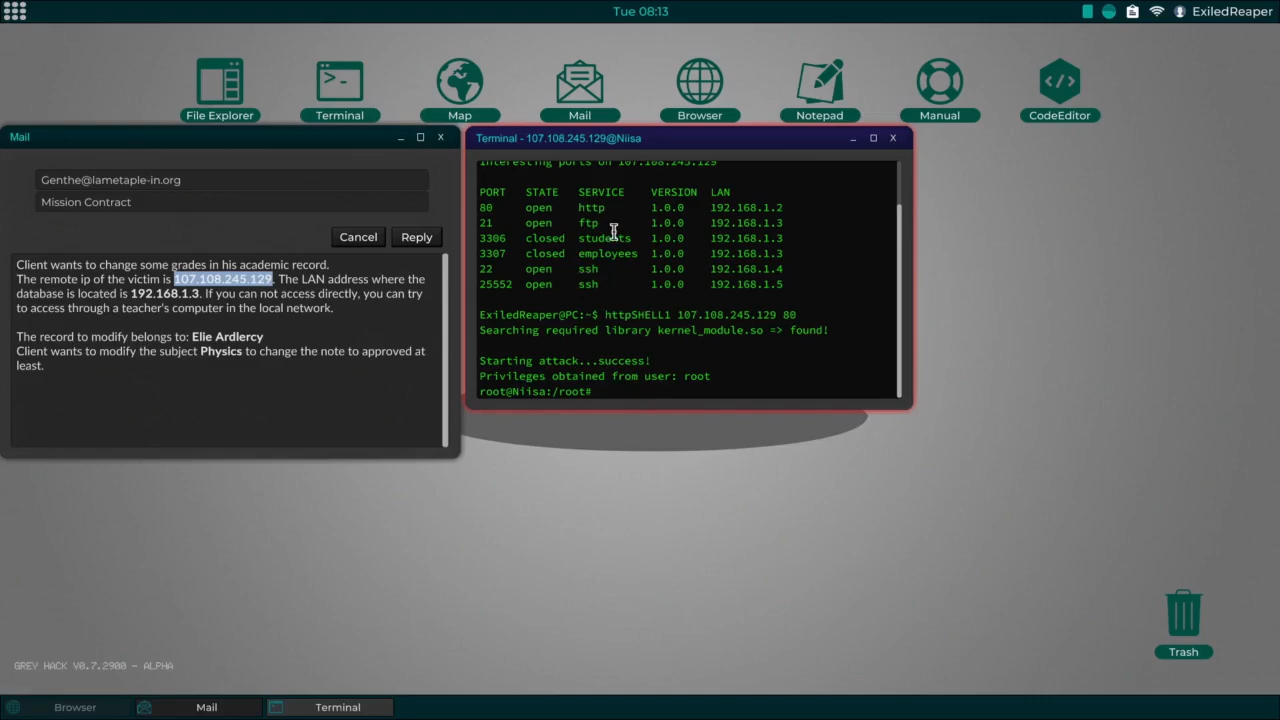 Tue 08:13
ExiledReaper
File Explorer
Terminal
Map
Mail
Browser
Notepad
Manual
CodeEditor
Mail
Genthe@lametaple-in.org
Mission Contract
Cancel
Reply
Client wants to change some grades in his academic record.
The remote ip of the victim is 107.108.245.129. The LAN address where the
database is located is 192.168.1.3. If you can not access directly, you can try
to access through a teacher's computer in the local network.
The record to modify belongs to: Elie Ardlercy
Client wants to modify the subject Physics to change the note to approved at
least.
Terminal - 107.108.245.129@Niisa
Interesting ports on 107.108.245.129
PORT STATE SERVICE VERSION LAN
80 open http 1.0.0 192.168.1.2
21 open ftp 1.0.0 192.168.1.3
3306 closed students 1.0.0 192.168.1.3
3307 closed employees 1.0.0 192.168.1.3
22 open ssh 1.0.0 192.168.1.4
25552 open ssh 1.0.0 192.168.1.5
ExiledReaper@PC:~$ httpSHELL1 107.108.245.129 80
Searching required library kernel_module.so => found!
Starting attack...success!
Privileges obtained from user: root
root@Niisa:/root#
Trash
GREY HACK V0.7.2900 - ALPHA
Browser
Mail
Terminal